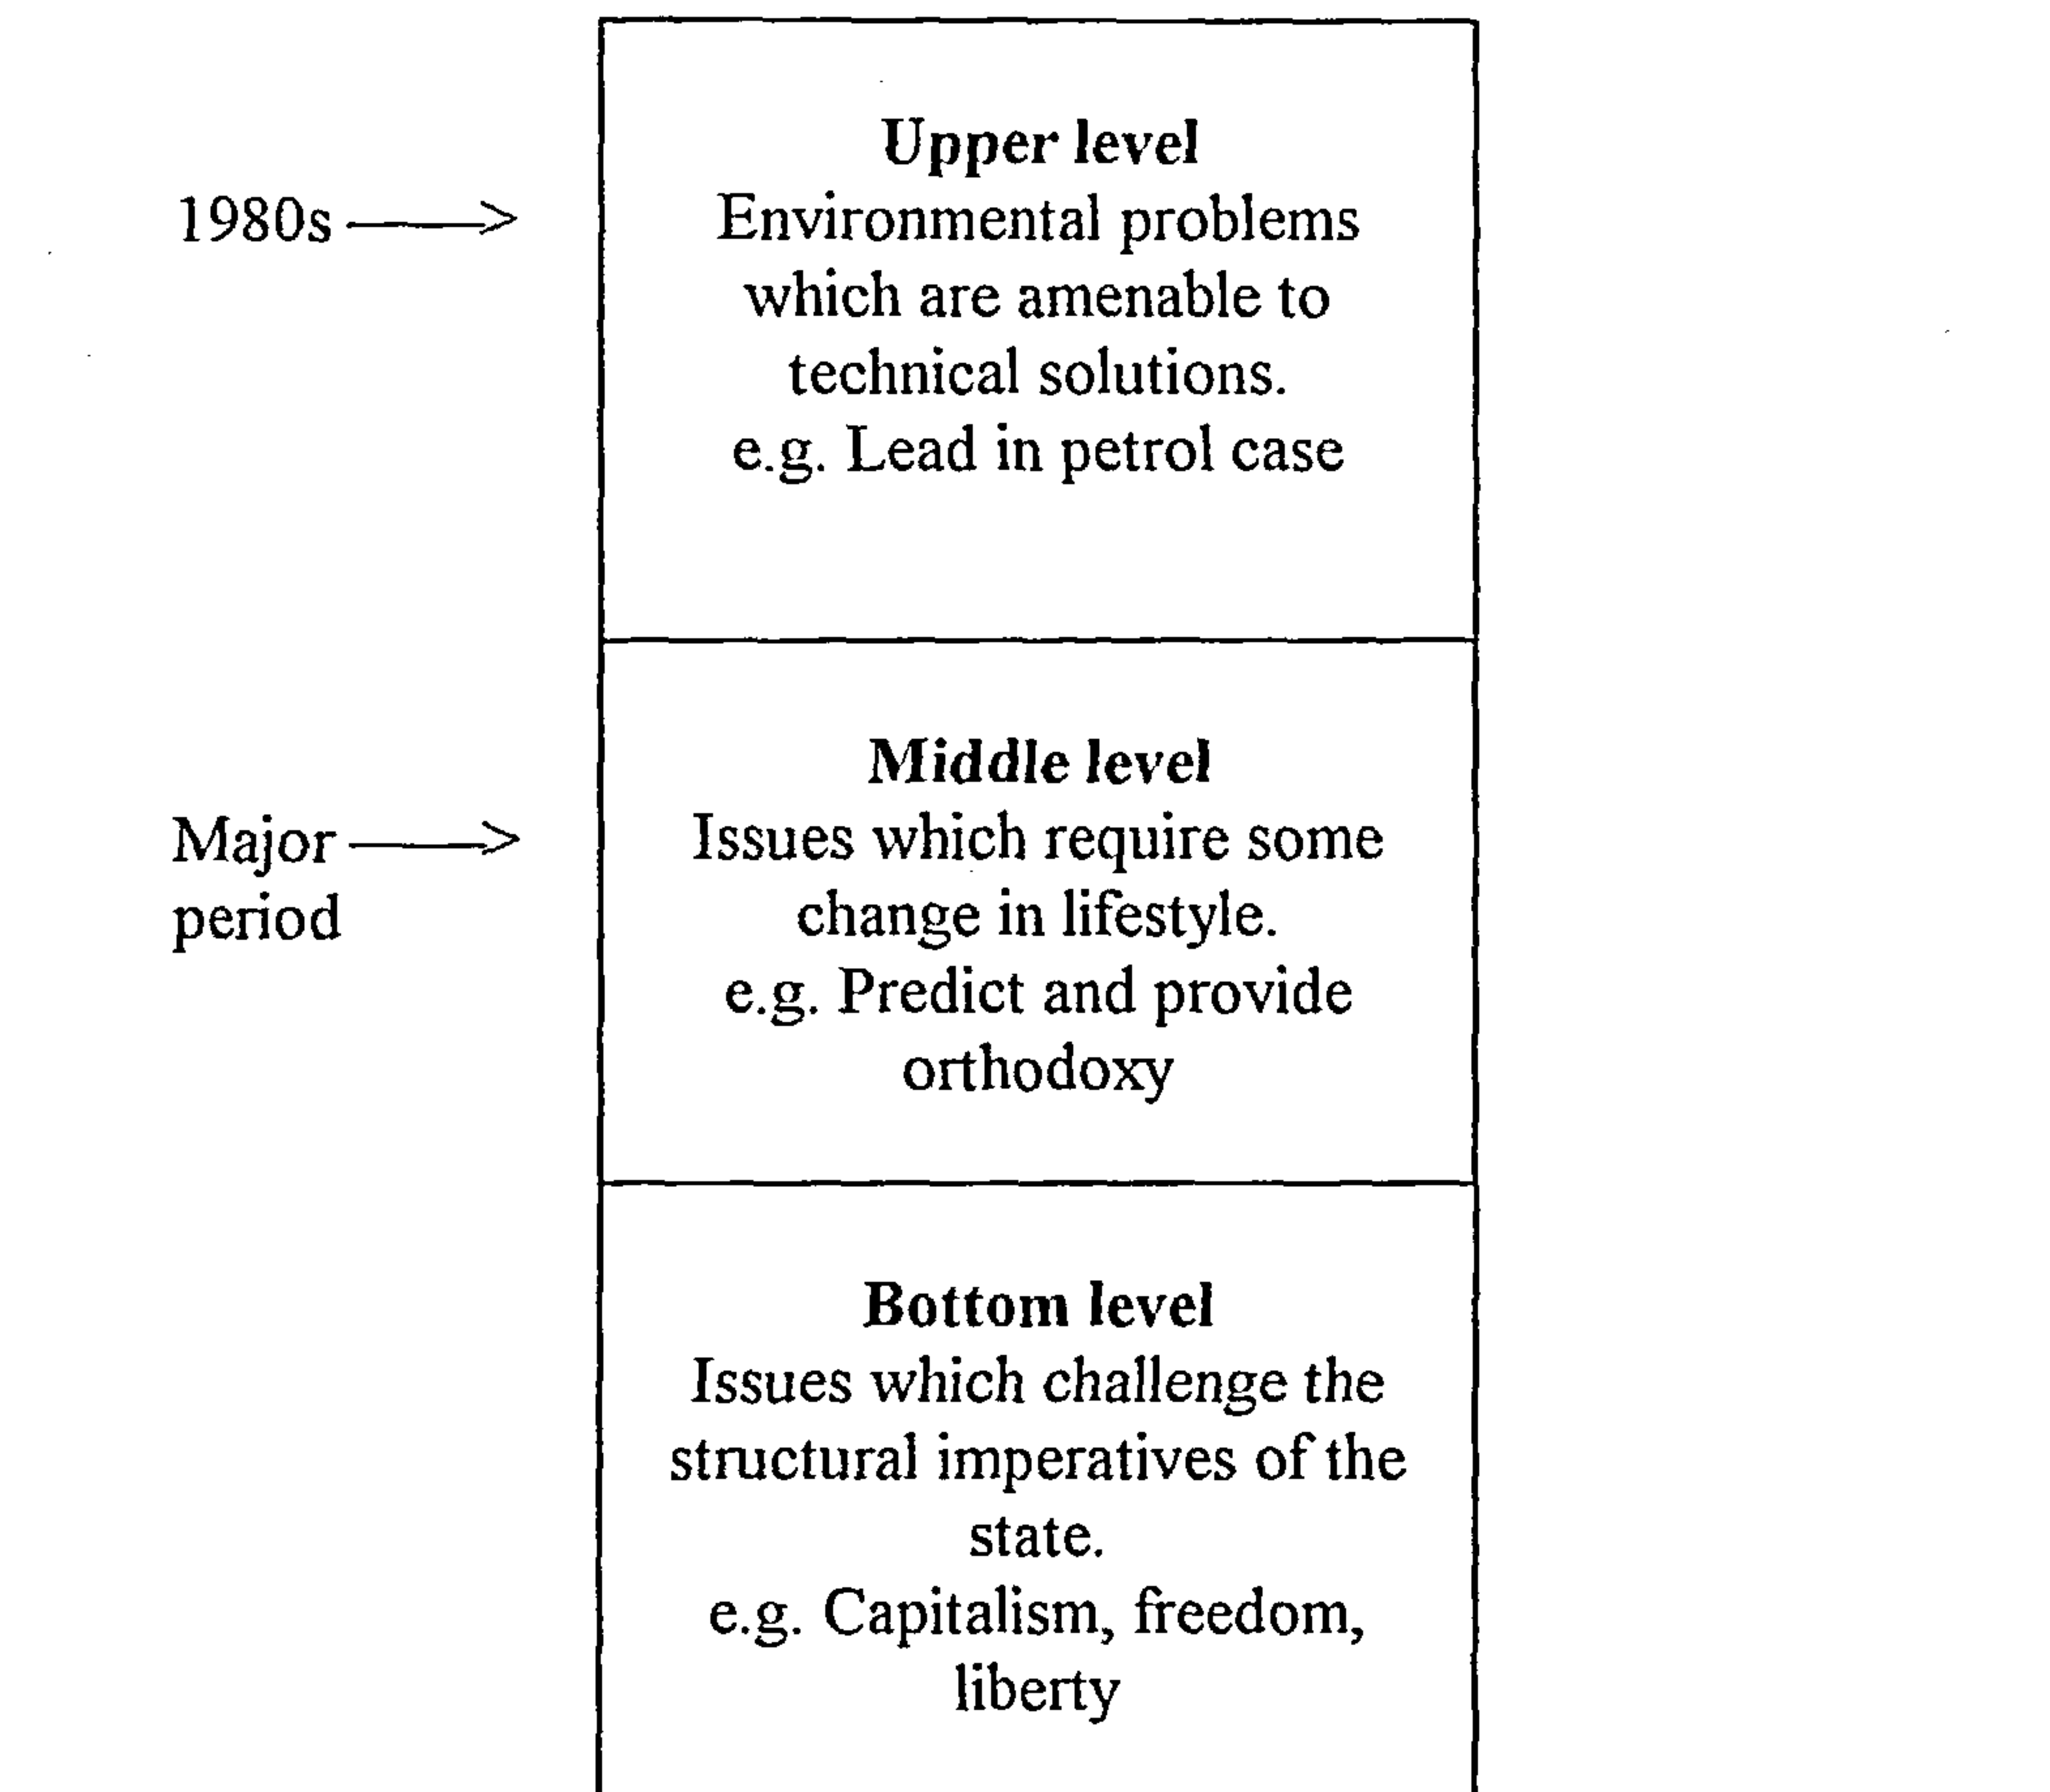 Upper level
1980s
Environmental problems
which are amenable to
technical solutions.
e.g. Lead in petrol case
Middle level
Major
period
Issues which require some
change in lifestyle.
e.g. Predict and provide
orthodoxy
Bottom level
Issues which challenge the
structural imperatives of the
state.
e.g. Capitalism, freedom,
liberty